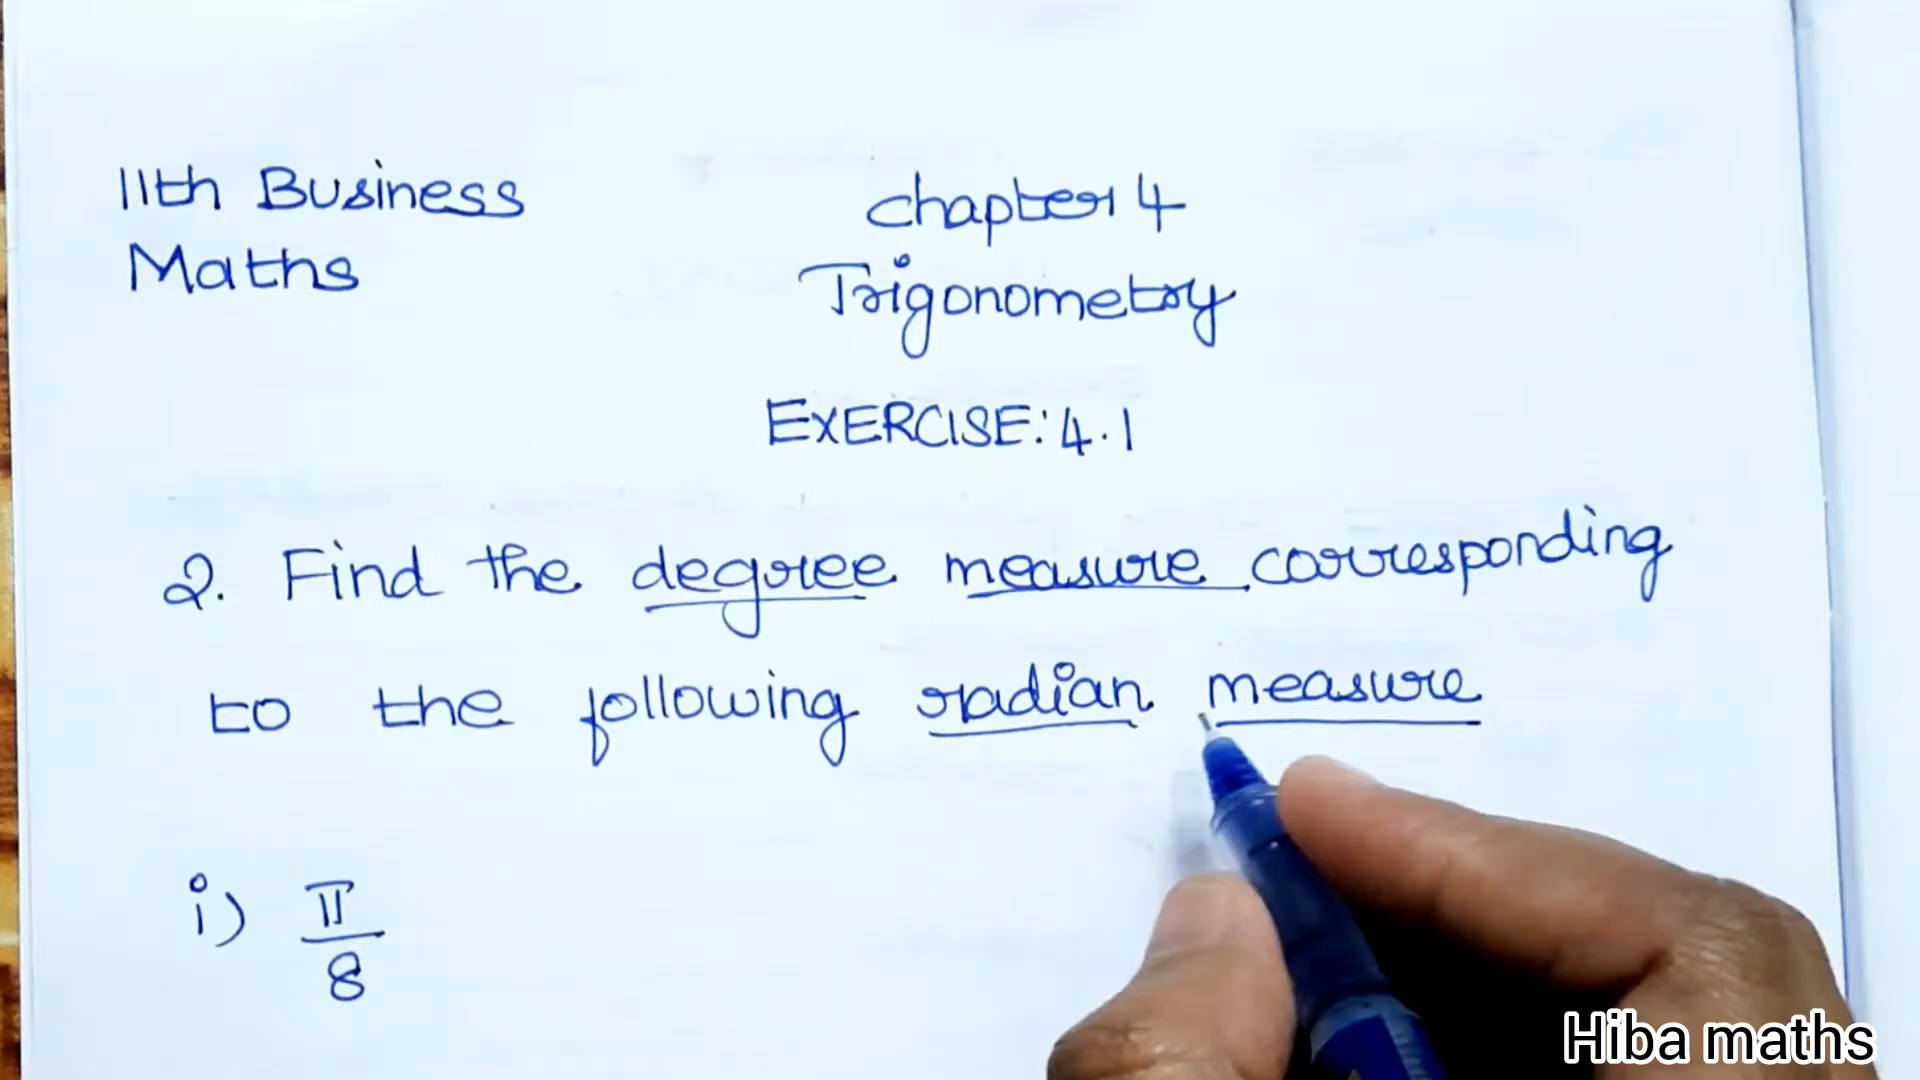 11th Business
Maths
chapter 4
Trigonometry
EXERCISE: 4.1
2. Find the degree measure corresponding
to the following radian measure
i) π/8
Hiba maths